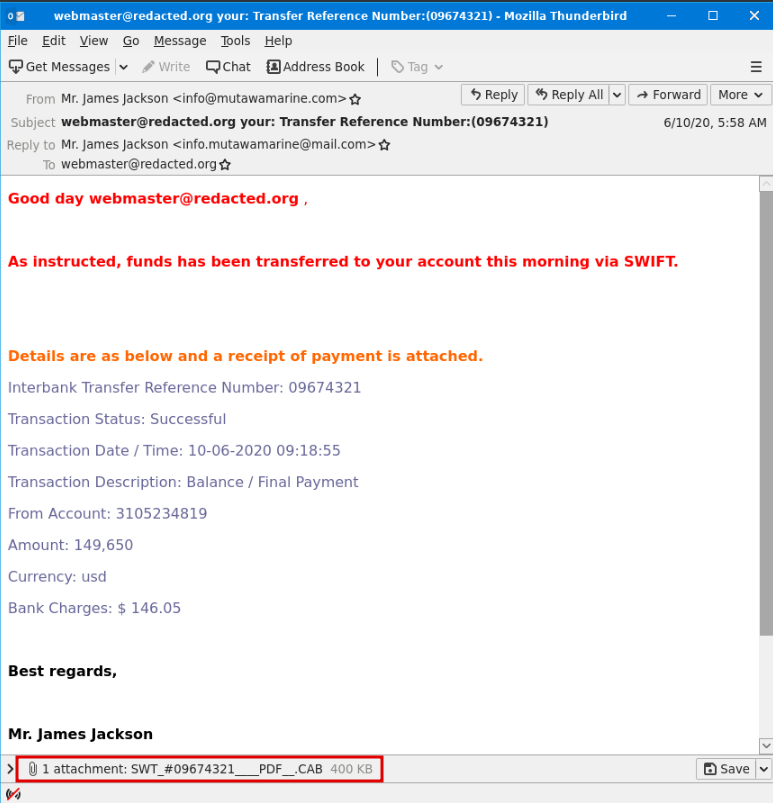 webmaster@redacted.org your: Transfer Reference Number:(09674321) - Mozilla Thunderbird
File Edit View Go Message Tools Help
Get Messages Write Chat Address Book Tag
From Mr. James Jackson <info@mutawamarine.com> Reply Reply All Forward More
Subject webmaster@redacted.org your: Transfer Reference Number:(09674321) 6/10/20, 5:58 AM
Reply to Mr. James Jackson <info.mutawamarine@mail.com>
To webmaster@redacted.org
Good day webmaster@redacted.org ,
As instructed, funds has been transferred to your account this morning via SWIFT.
Details are as below and a receipt of payment is attached.
Interbank Transfer Reference Number: 09674321
Transaction Status: Successful
Transaction Date / Time: 10-06-2020 09:18:55
Transaction Description: Balance / Final Payment
From Account: 3105234819
Amount: 149,650
Currency: usd
Bank Charges: $ 146.05
Best regards,
Mr. James Jackson
1 attachment: SWT_#09674321____PDF__.CAB 400 KB Save